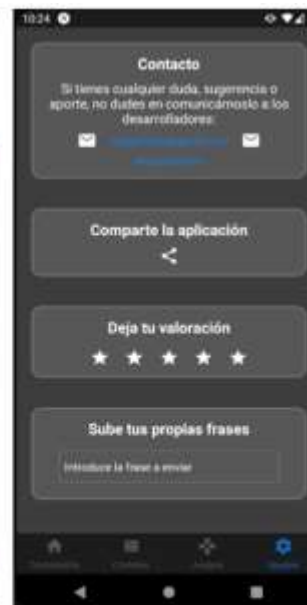 10:24
Contacto
Si tienes cualquier duda, sugerencia o
aporte, no dudes en comunicárnoslo a los
desarrolladores:
Comparte la aplicación
Deja tu valoración
Sube tus propias frases
Introduce la frase a enviar